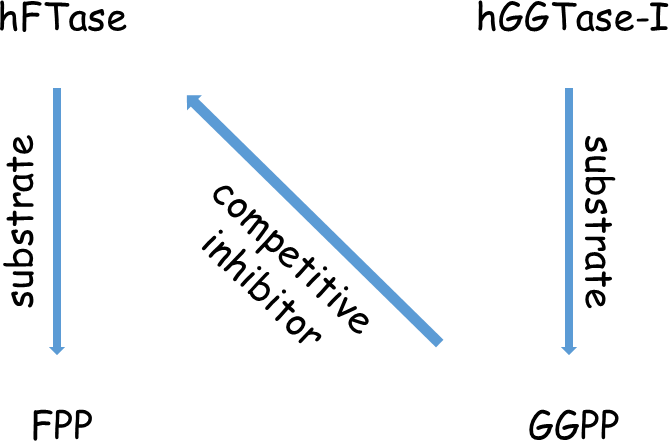 hFTase
hGGTase-I
substrate
competitive
inhibitor
substrate
FPP
GGPP